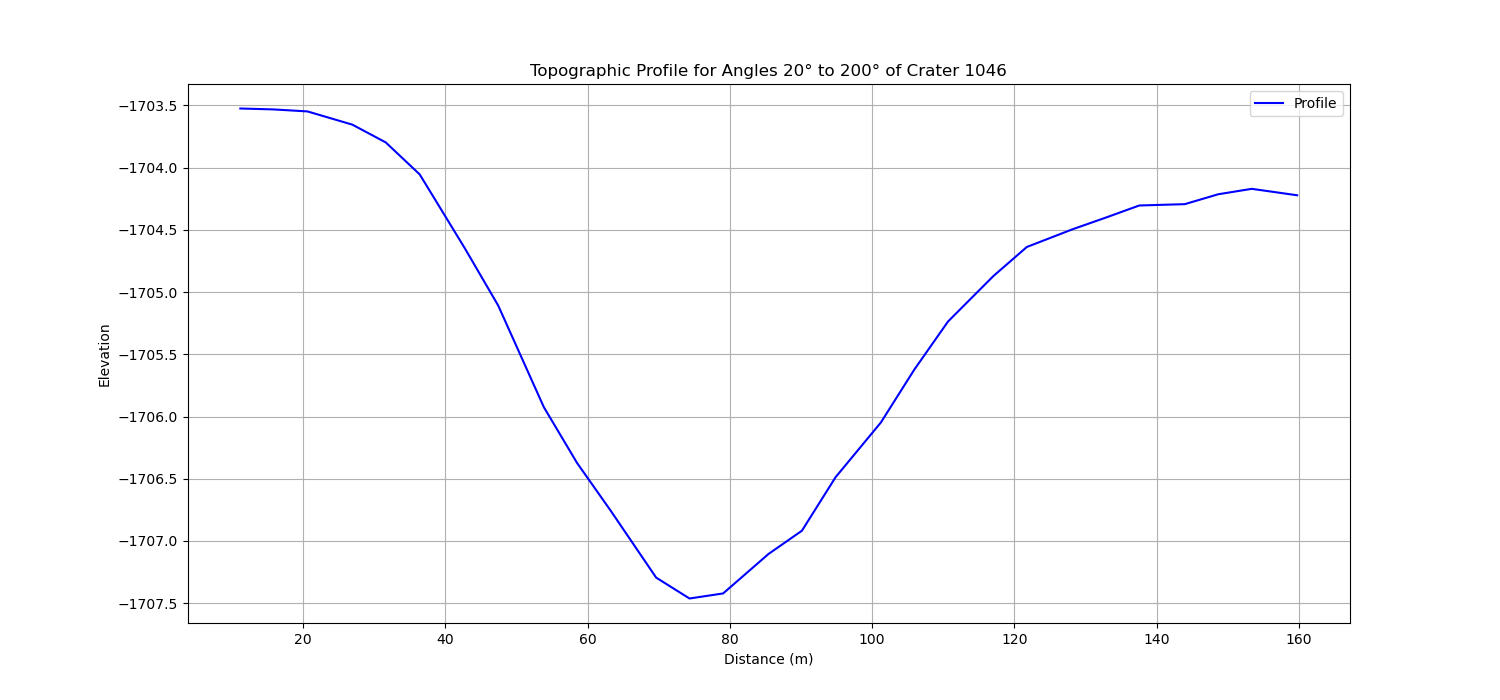 Topographic Profile for Angles 20° to 200° of Crater 1046
Profile
−1703.5
−1704.0
−1704.5
−1705.0
−1705.5
−1706.0
−1706.5
−1707.0
−1707.5
Elevation
20 40 60 80 100 120 140 160
Distance (m)